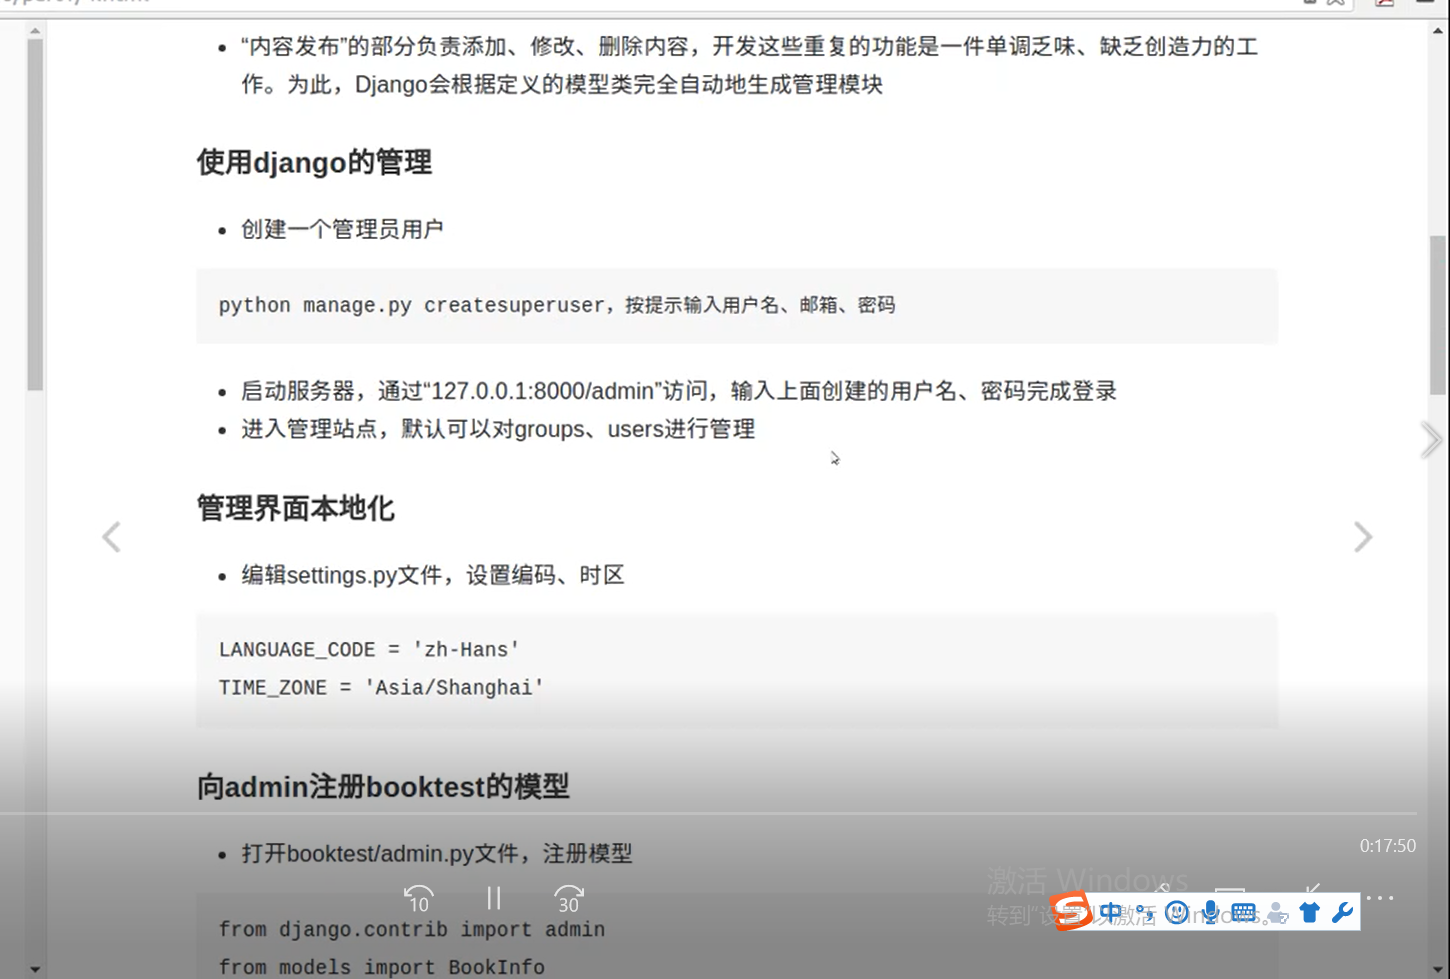 “内容发布”的部分负责添加、修改、删除内容，开发这些重复的功能是一件单调乏味、缺乏创造力的工
作。为此，Django会根据定义的模型类完全自动地生成管理模块
使用django的管理
创建一个管理员用户
python manage.py createsuperuser，按提示输入用户名、邮箱、密码
启动服务器，通过“127.0.0.1:8000/admin”访问，输入上面创建的用户名、密码完成登录
进入管理站点，默认可以对groups、users进行管理
管理界面本地化
编辑settings.py文件，设置编码、时区
LANGUAGE_CODE = 'zh-Hans'
TIME_ZONE = 'Asia/Shanghai'
向admin注册booktest的模型
打开booktest/admin.py文件，注册模型
0:17:50
激活 Windows
转到“设置”以激活 Windows。
10
30
中
from django.contrib import admin
from models import BookInfo